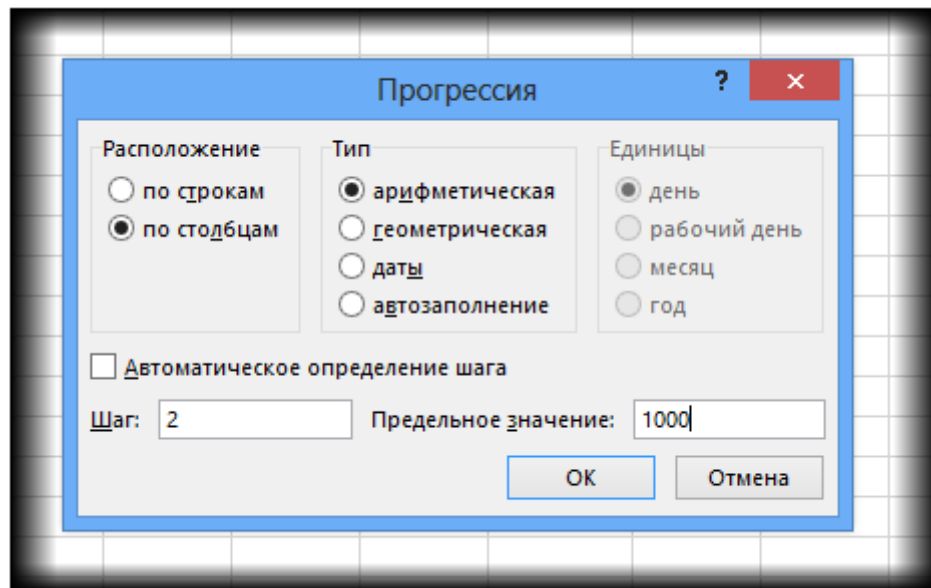 Прогрессия ?
Расположение
по строкам
по столбцам
Тип
арифметическая
геометрическая
даты
автозаполнение
Единицы
день
рабочий день
месяц
год
Автоматическое определение шага
Шаг: 2 Предельное значение: 1000
ОК Отмена